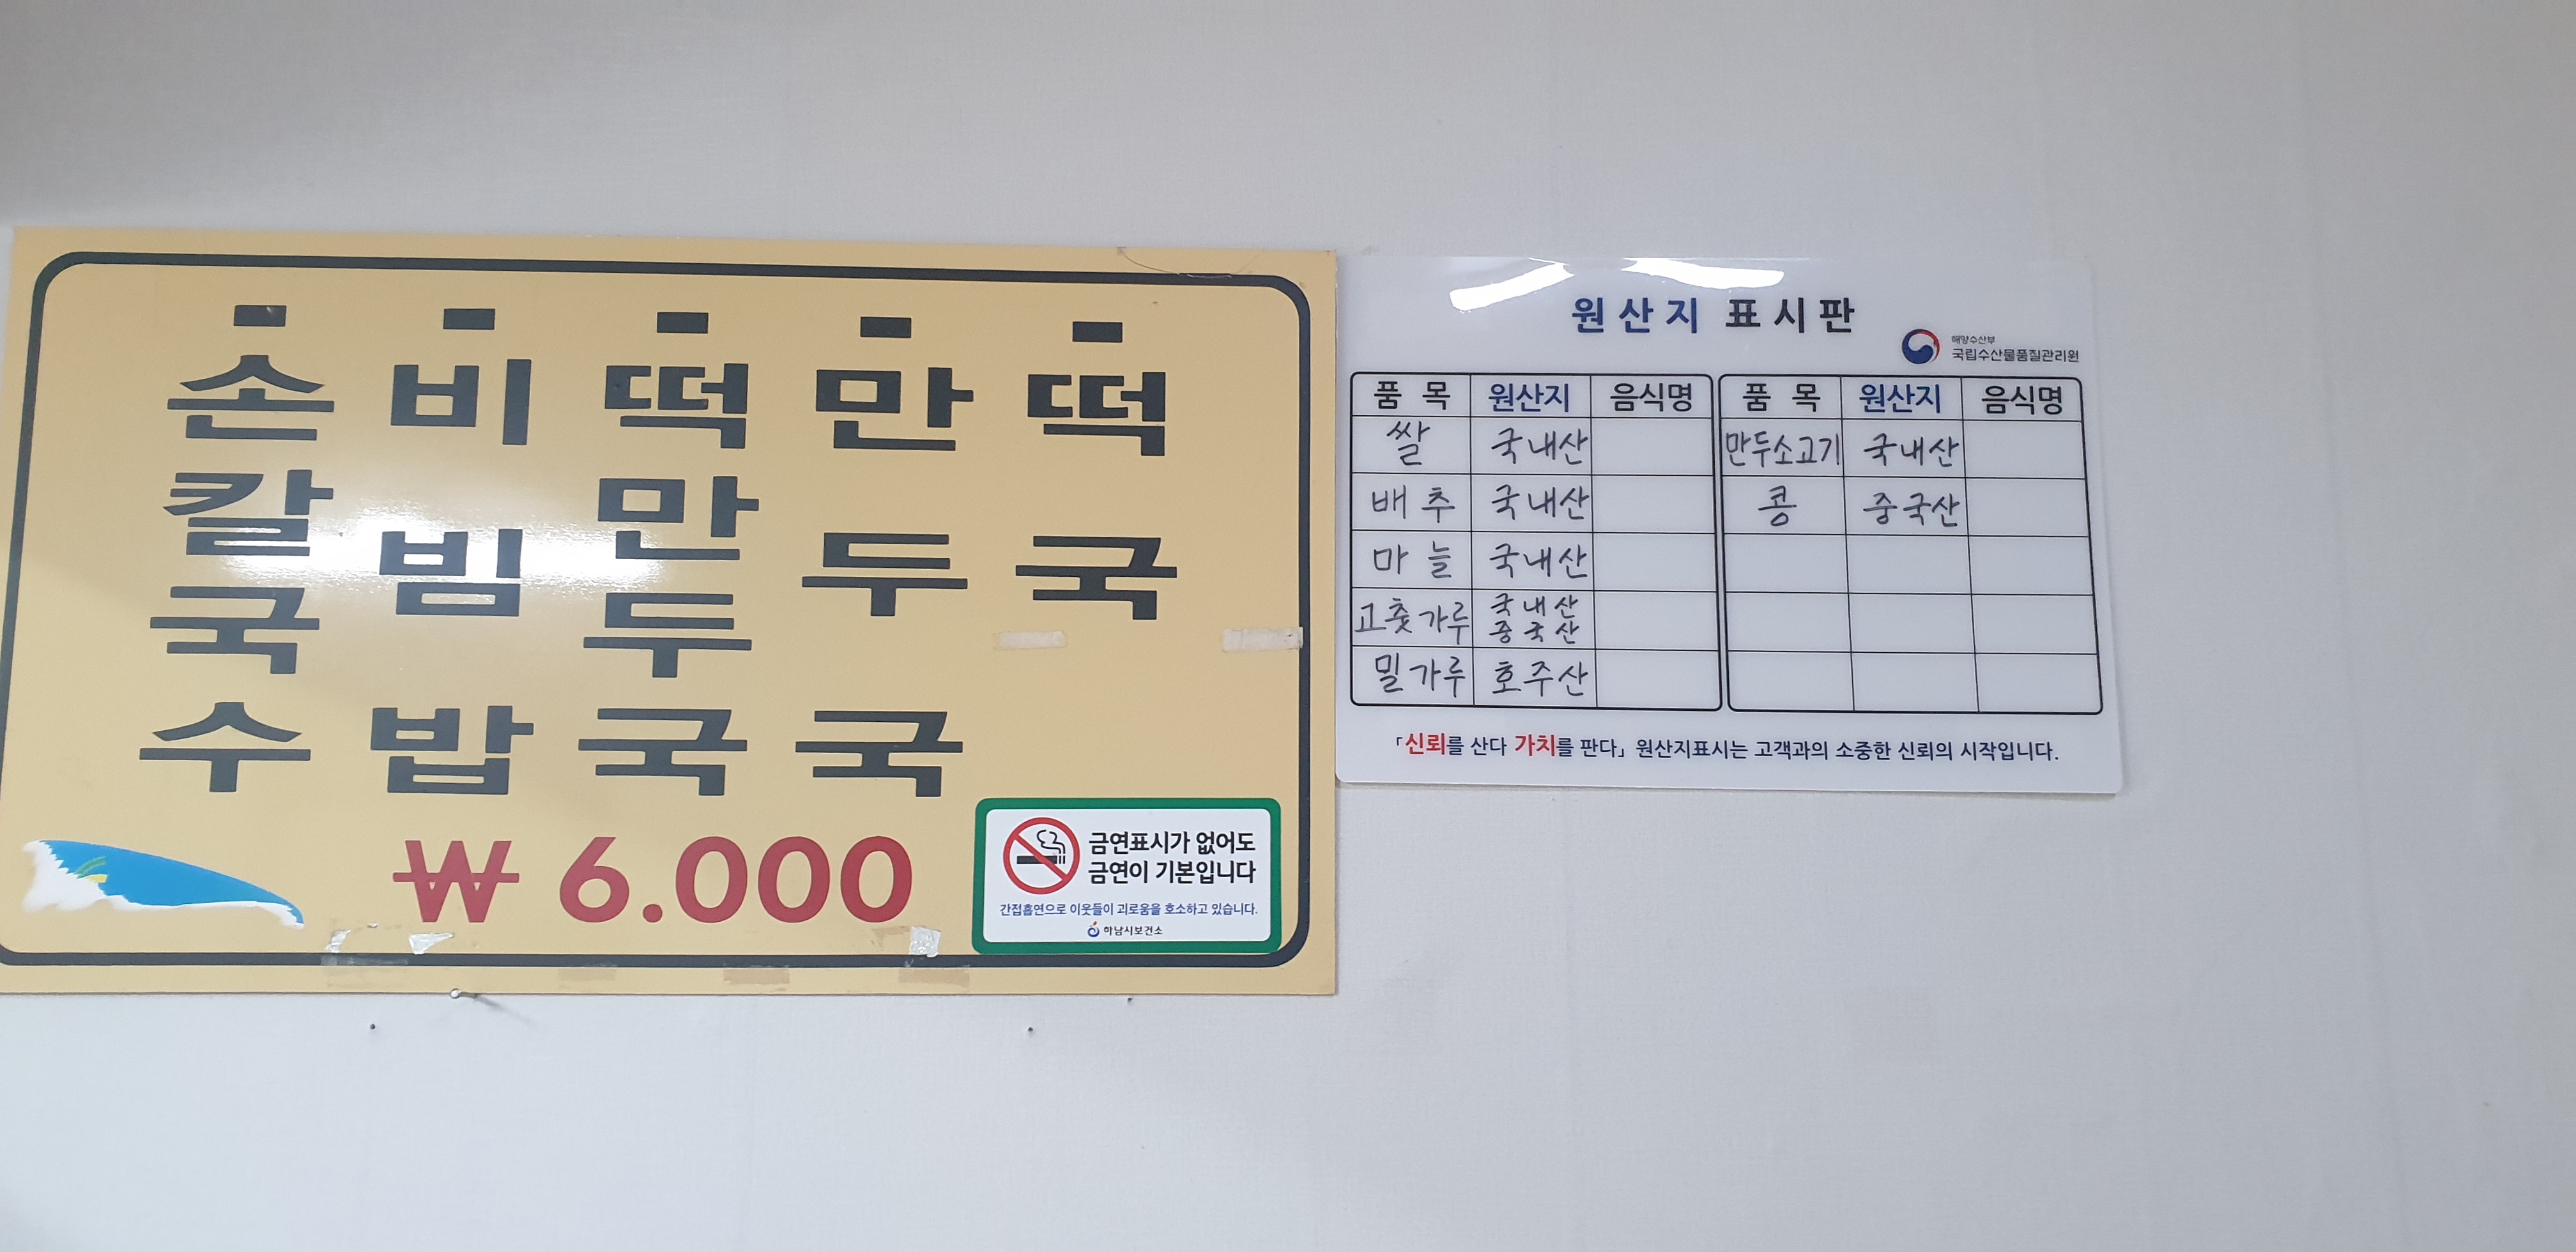 - 손칼국수
- 비빔밥
- 떡만두국
- 만두국
- 떡국
₩ 6.000
금연표시가 없어도
금연이 기본입니다
간접흡연으로 이웃들이 괴로움을 호소하고 있습니다.
하남시보건소
원산지 표시판
해양수산부
국립수산물품질관리원
품 목 원산지 음식명 품 목 원산지 음식명
쌀 국내산 만두소고기 국내산
배추 국내산 콩 중국산
마늘 국내산
고춧가루 국내산 중국산
밀가루 호주산
「신뢰를 산다 가치를 판다」 원산지표시는 고객과의 소중한 신뢰의 시작입니다.